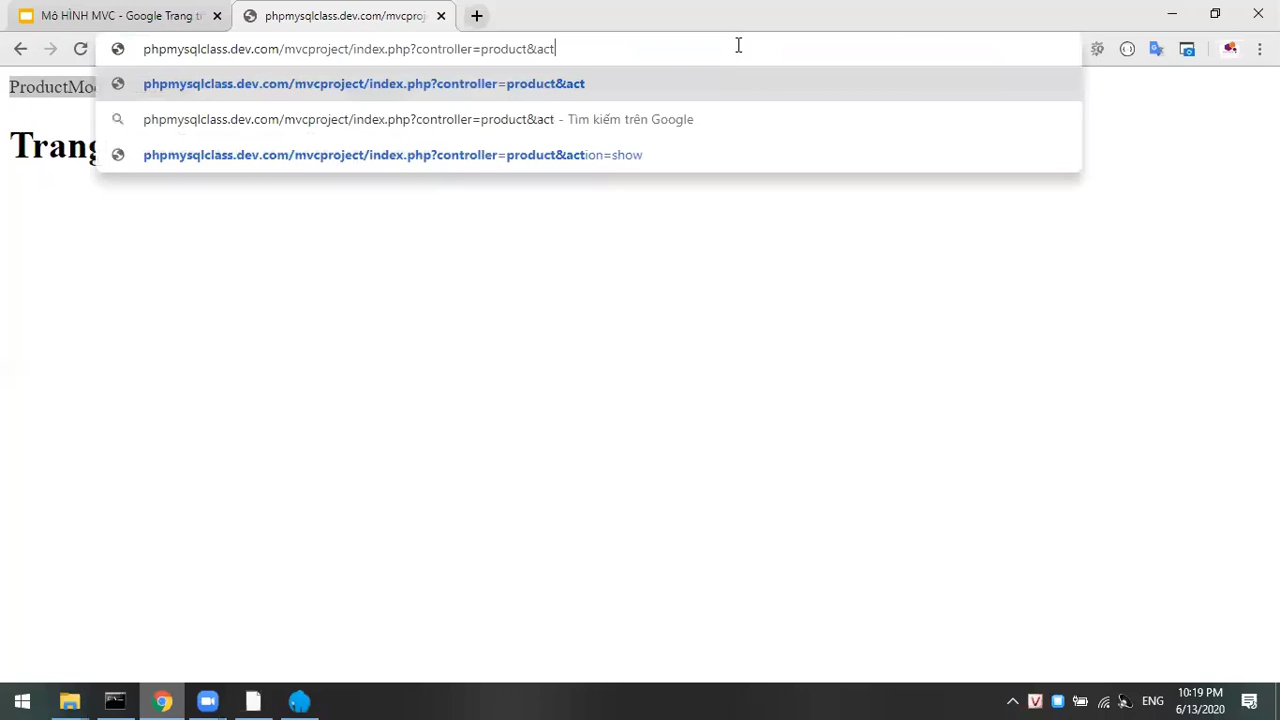 Mô HÌNH MVC - Google Trang t
phpmysqlclass.dev.com/mvcproj
phpmysqlclass.dev.com/mvcproject/index.php?controller=product&act
phpmysqlclass.dev.com/mvcproject/index.php?controller=product&act
phpmysqlclass.dev.com/mvcproject/index.php?controller=product&act - Tìm kiếm trên Google
phpmysqlclass.dev.com/mvcproject/index.php?controller=product&action=show
ProductMod
Trang
ENG
10:19 PM
6/13/2020